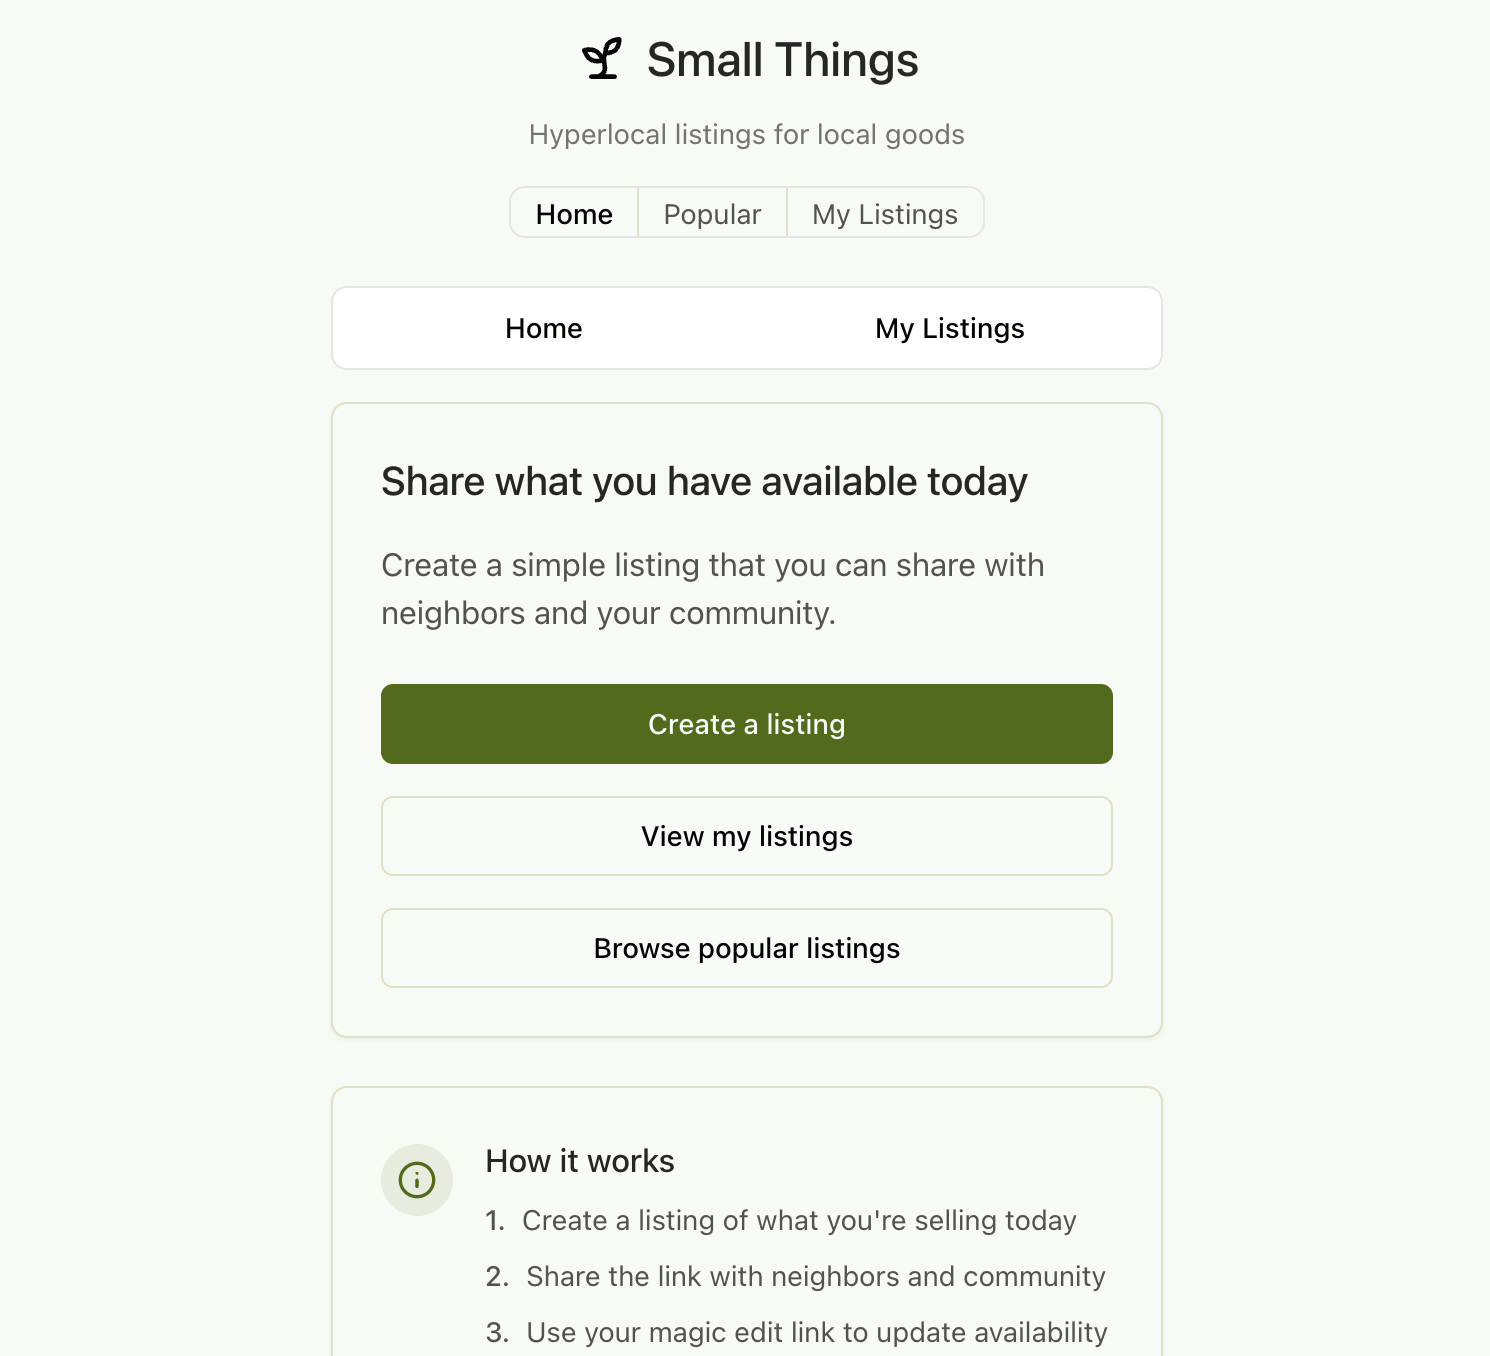 Small Things
Hyperlocal listings for local goods
Home Popular My Listings
Home My Listings
Share what you have available today
Create a simple listing that you can share with
neighbors and your community.
Create a listing
View my listings
Browse popular listings
How it works
1. Create a listing of what you're selling today
2. Share the link with neighbors and community
3. Use your magic edit link to update availability